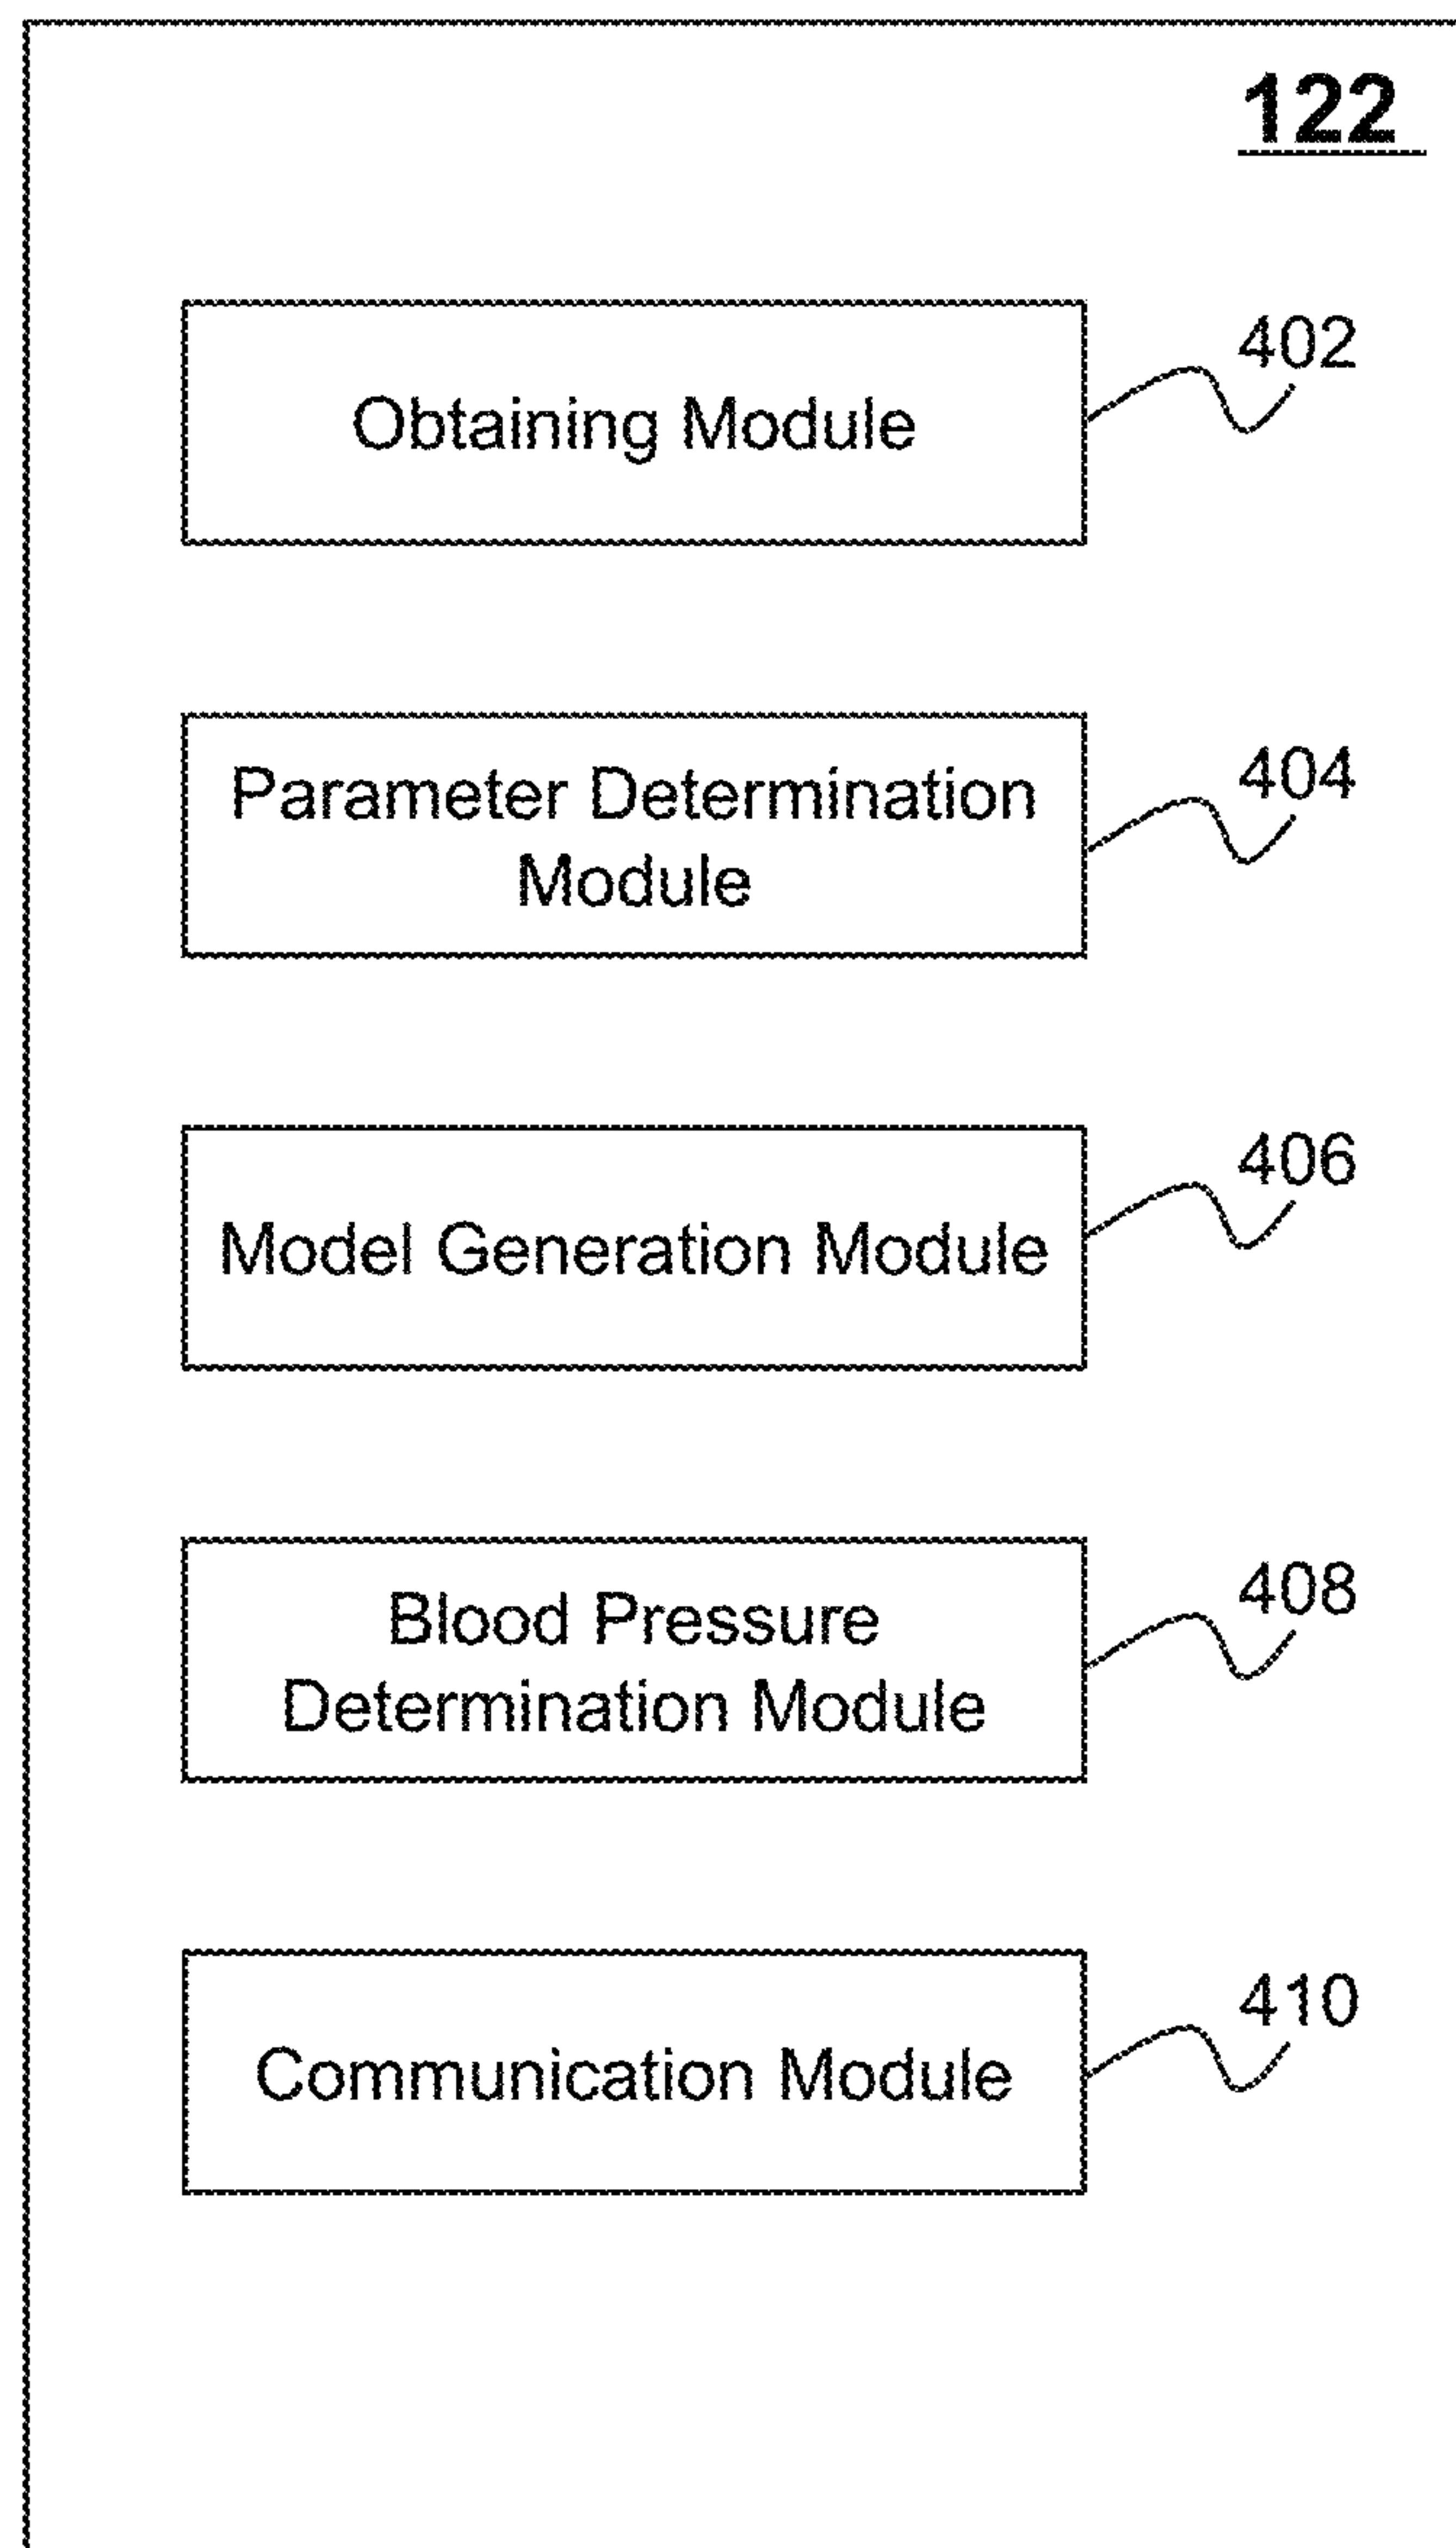 122
Obtaining Module
402
Parameter Determination
Module
404
Model Generation Module
406
Blood Pressure
Determination Module
408
Communication Module
410